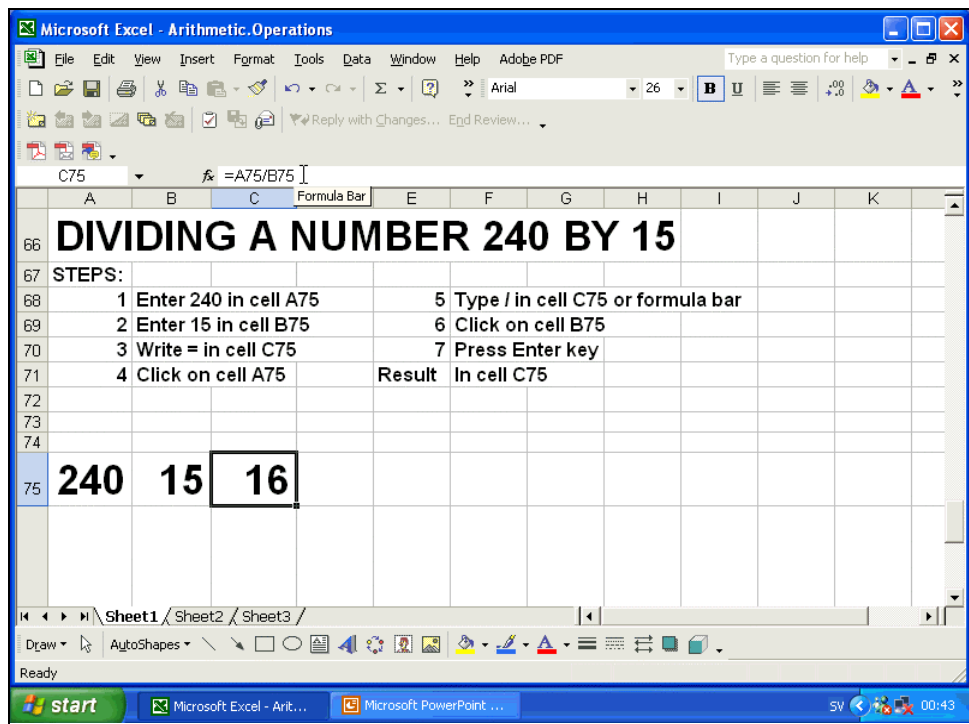 Microsoft Excel - Arithmetic.Operations
File Edit View Insert Format Tools Data Window Help Adobe PDF Type a question for help
Arial 26 B U
Reply with Changes... End Review...
C75 fx =A75/B75
Formula Bar
A B C E F G H I J K
66 DIVIDING A NUMBER 240 BY 15
67 STEPS:
68 1 Enter 240 in cell A75 5 Type / in cell C75 or formula bar
69 2 Enter 15 in cell B75 6 Click on cell B75
70 3 Write = in cell C75 7 Press Enter key
71 4 Click on cell A75 Result In cell C75
72
73
74
75 240 15 16
Sheet1 / Sheet2 / Sheet3 /
Draw AutoShapes
Ready
start Microsoft Excel - Arit... Microsoft PowerPoint ... SV 00:43